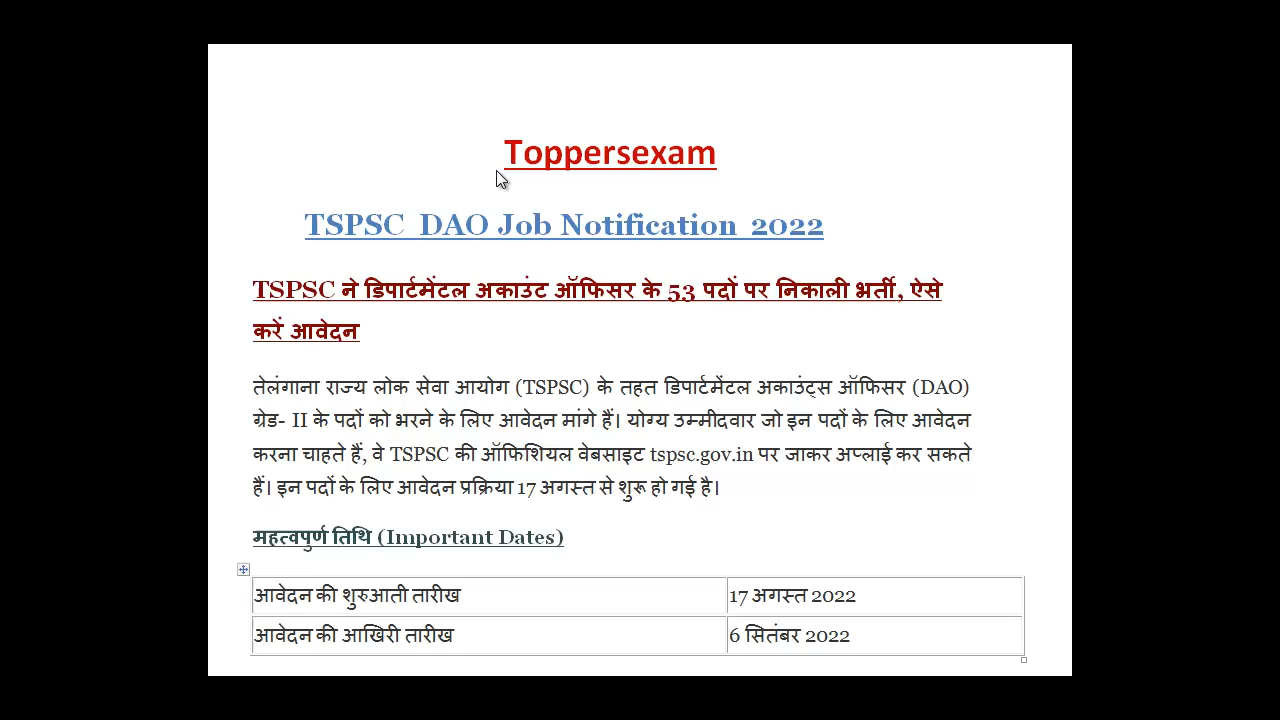 Toppersexam
TSPSC DAO Job Notification 2022
TSPSC ने डिपार्टमेंटल अकाउंट ऑफिसर के 53 पदों पर निकाली भर्ती, ऐसे
करें आवेदन
तेलंगाना राज्य लोक सेवा आयोग (TSPSC) के तहत डिपार्टमेंटल अकाउंट्स ऑफिसर (DAO)
ग्रेड- II के पदों को भरने के लिए आवेदन मांगे हैं। योग्य उम्मीदवार जो इन पदों के लिए आवेदन
करना चाहते हैं, वे TSPSC की ऑफिशियल वेबसाइट tspsc.gov.in पर जाकर अप्लाई कर सकते
हैं। इन पदों के लिए आवेदन प्रक्रिया 17 अगस्त से शुरू हो गई है।
महत्वपुर्ण तिथि (Important Dates)
आवेदन की शुरुआती तारीख 17 अगस्त 2022
आवेदन की आखिरी तारीख 6 सितंबर 2022